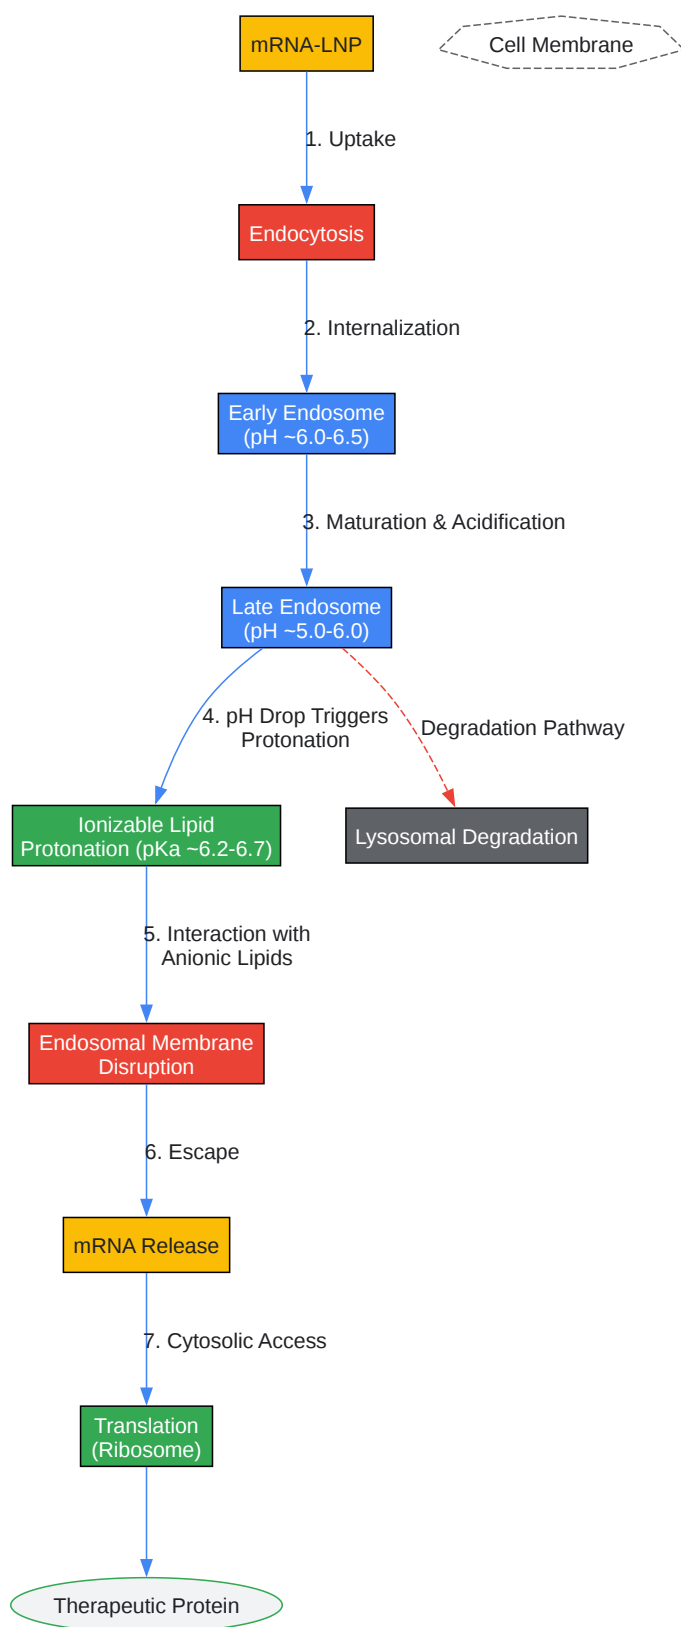 mRNA-LNP
Cell Membrane
1. Uptake
Endocytosis
2. Internalization
Early Endosome
(pH ~6.0-6.5)
3. Maturation & Acidification
Late Endosome
(pH ~5.0-6.0)
4. pH Drop Triggers
Protonation
Degradation Pathway
Ionizable Lipid
Protonation (pKa ~6.2-6.7)
Lysosomal Degradation
5. Interaction with
Anionic Lipids
Endosomal Membrane
Disruption
6. Escape
mRNA Release
7. Cytosolic Access
Translation
(Ribosome)
Therapeutic Protein